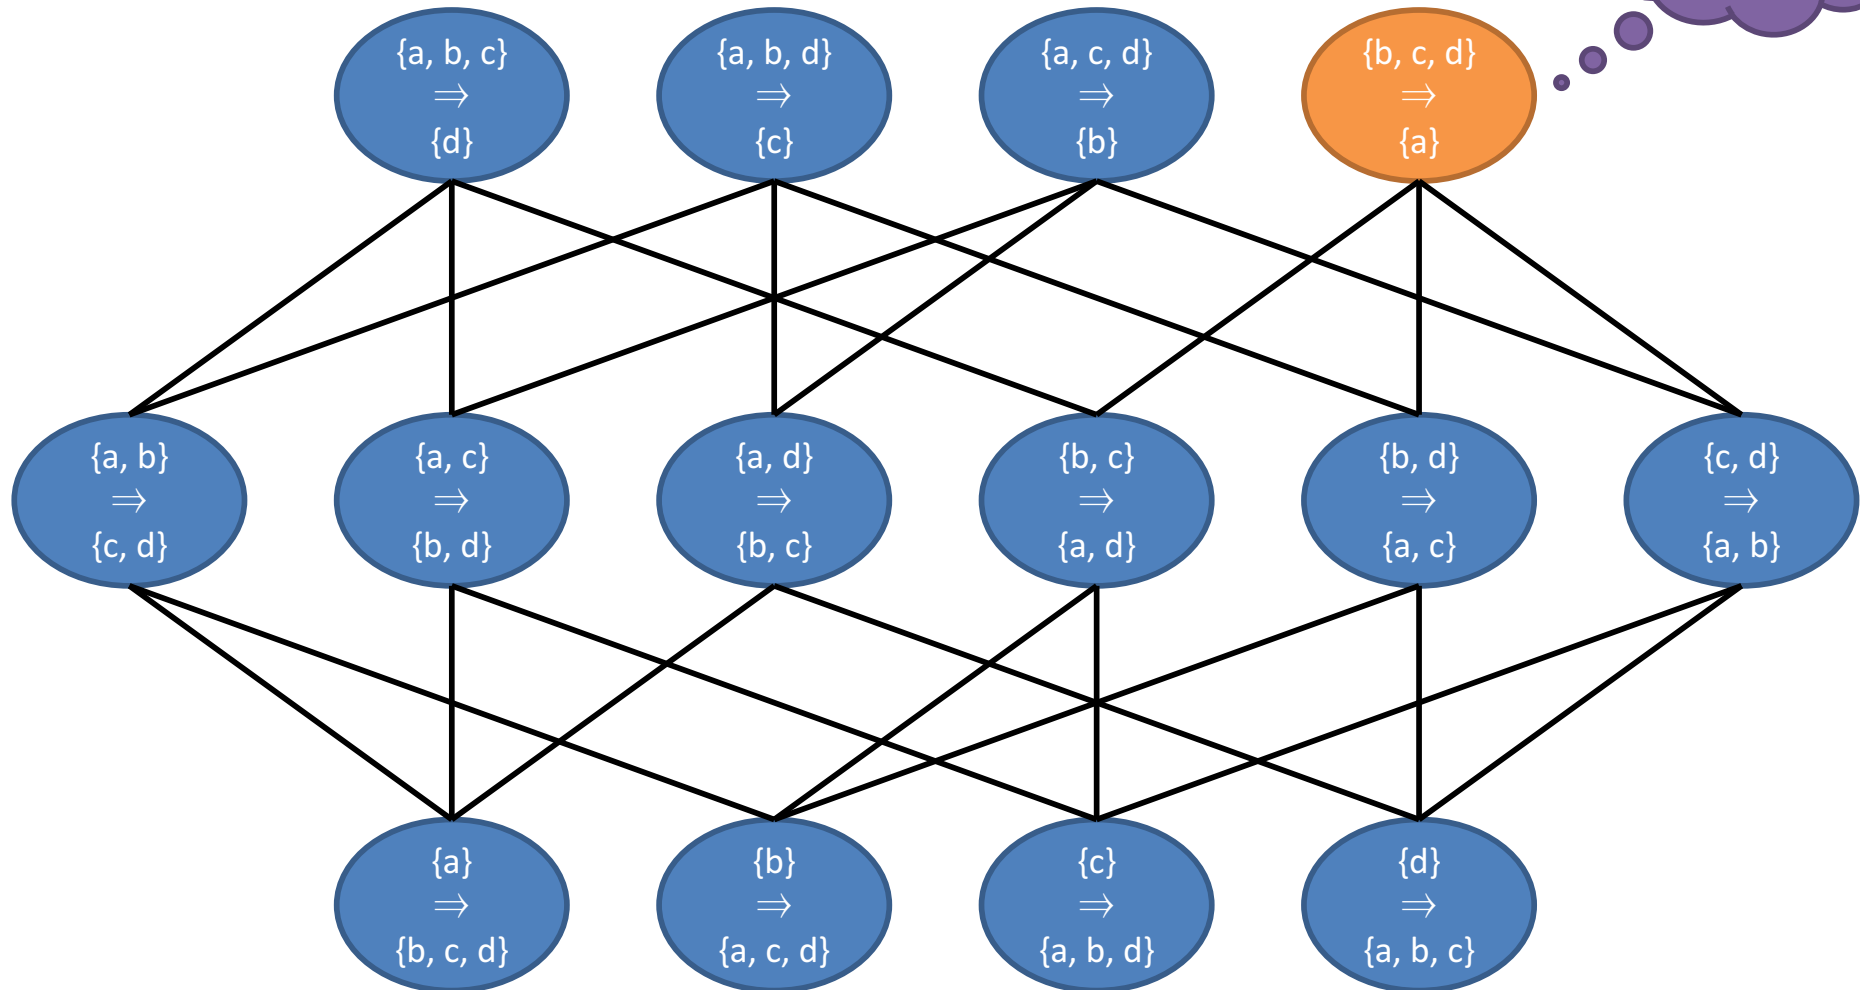 {a, b, c}
⇒
{d}
{a, b, d}
⇒
{c}
{a, c, d}
⇒
{b}
{b, c, d}
⇒
{a}
{a, b}
⇒
{c, d}
{a, c}
⇒
{b, d}
{a, d}
⇒
{b, c}
{b, c}
⇒
{a, d}
{b, d}
⇒
{a, c}
{c, d}
⇒
{a, b}
{a}
⇒
{b, c, d}
{b}
⇒
{a, c, d}
{c}
⇒
{a, b, d}
{d}
⇒
{a, b, c}